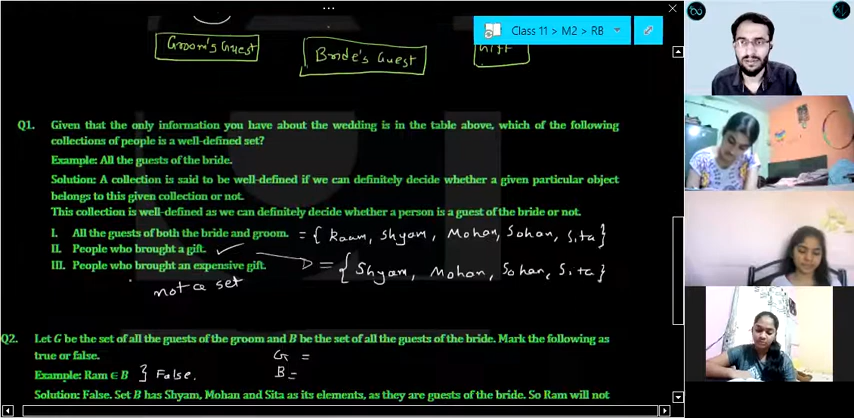 Groom's Guest
Bride's Guest
Class 11 > M2 > RB
Q1. Given that the only information you have about the wedding is in the table above, which of the following
collections of people is a well-defined set?
Example: All the guests of the bride.
Solution: A collection is said to be well-defined if we can definitely decide whether a given particular object
belongs to this given collection or not.
This collection is well-defined as we can definitely decide whether a person is a guest of the bride or not.
I. All the guests of both the bride and groom. = { Raam, Shyam, Mohan, Sohan, Sita }
II. People who brought a gift.
III. People who brought an expensive gift. = { Shyam, Mohan, Sohan, Sita }
not a set
Q2. Let G be the set of all the guests of the groom and B be the set of all the guests of the bride. Mark the following as
true or false. G =
Example: Ram ∈ B } False. B =
Solution: False. Set B has Shyam, Mohan and Sita as its elements, as they are guests of the bride. So Ram will not